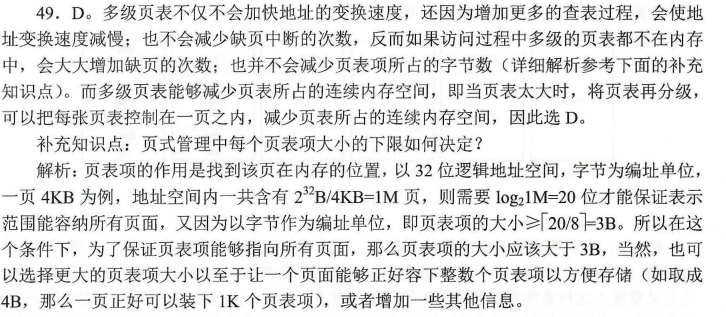 49．D。多级页表不仅不会加快地址的变换速度，还因为增加更多的查表过程，会使地
址变换速度减慢；也不会减少缺页中断的次数，反而如果访问过程中多级的页表都不在内存
中，会大大增加缺页的次数；也并不会减少页表项所占的字节数（详细解析参考下面的补充
知识点）。而多级页表能够减少页表所占的连续内存空间，即当页表太大时，将页表再分级，
可以把每张页表控制在一页之内，减少页表所占的连续内存空间，因此选 D。
补充知识点：页式管理中每个页表项大小的下限如何决定？
解析：页表项的作用是找到该页在内存的位置，以 32 位逻辑地址空间，字节为编址单位，
一页 4KB 为例，地址空间内一共含有 2³²B/4KB=1M 页，则需要 log₂1M=20 位才能保证表示
范围能容纳所有页面，又因为以字节作为编址单位，即页表项的大小≥⌈20/8⌉=3B。所以在这
个条件下，为了保证页表项能够指向所有页面，那么页表项的大小应该大于 3B，当然，也可
以选择更大的页表项大小以至于让一个页面能够正好容下整数个页表项以方便存储（如取成
4B，那么一页正好可以装下 1K 个页表项），或者增加一些其他信息。